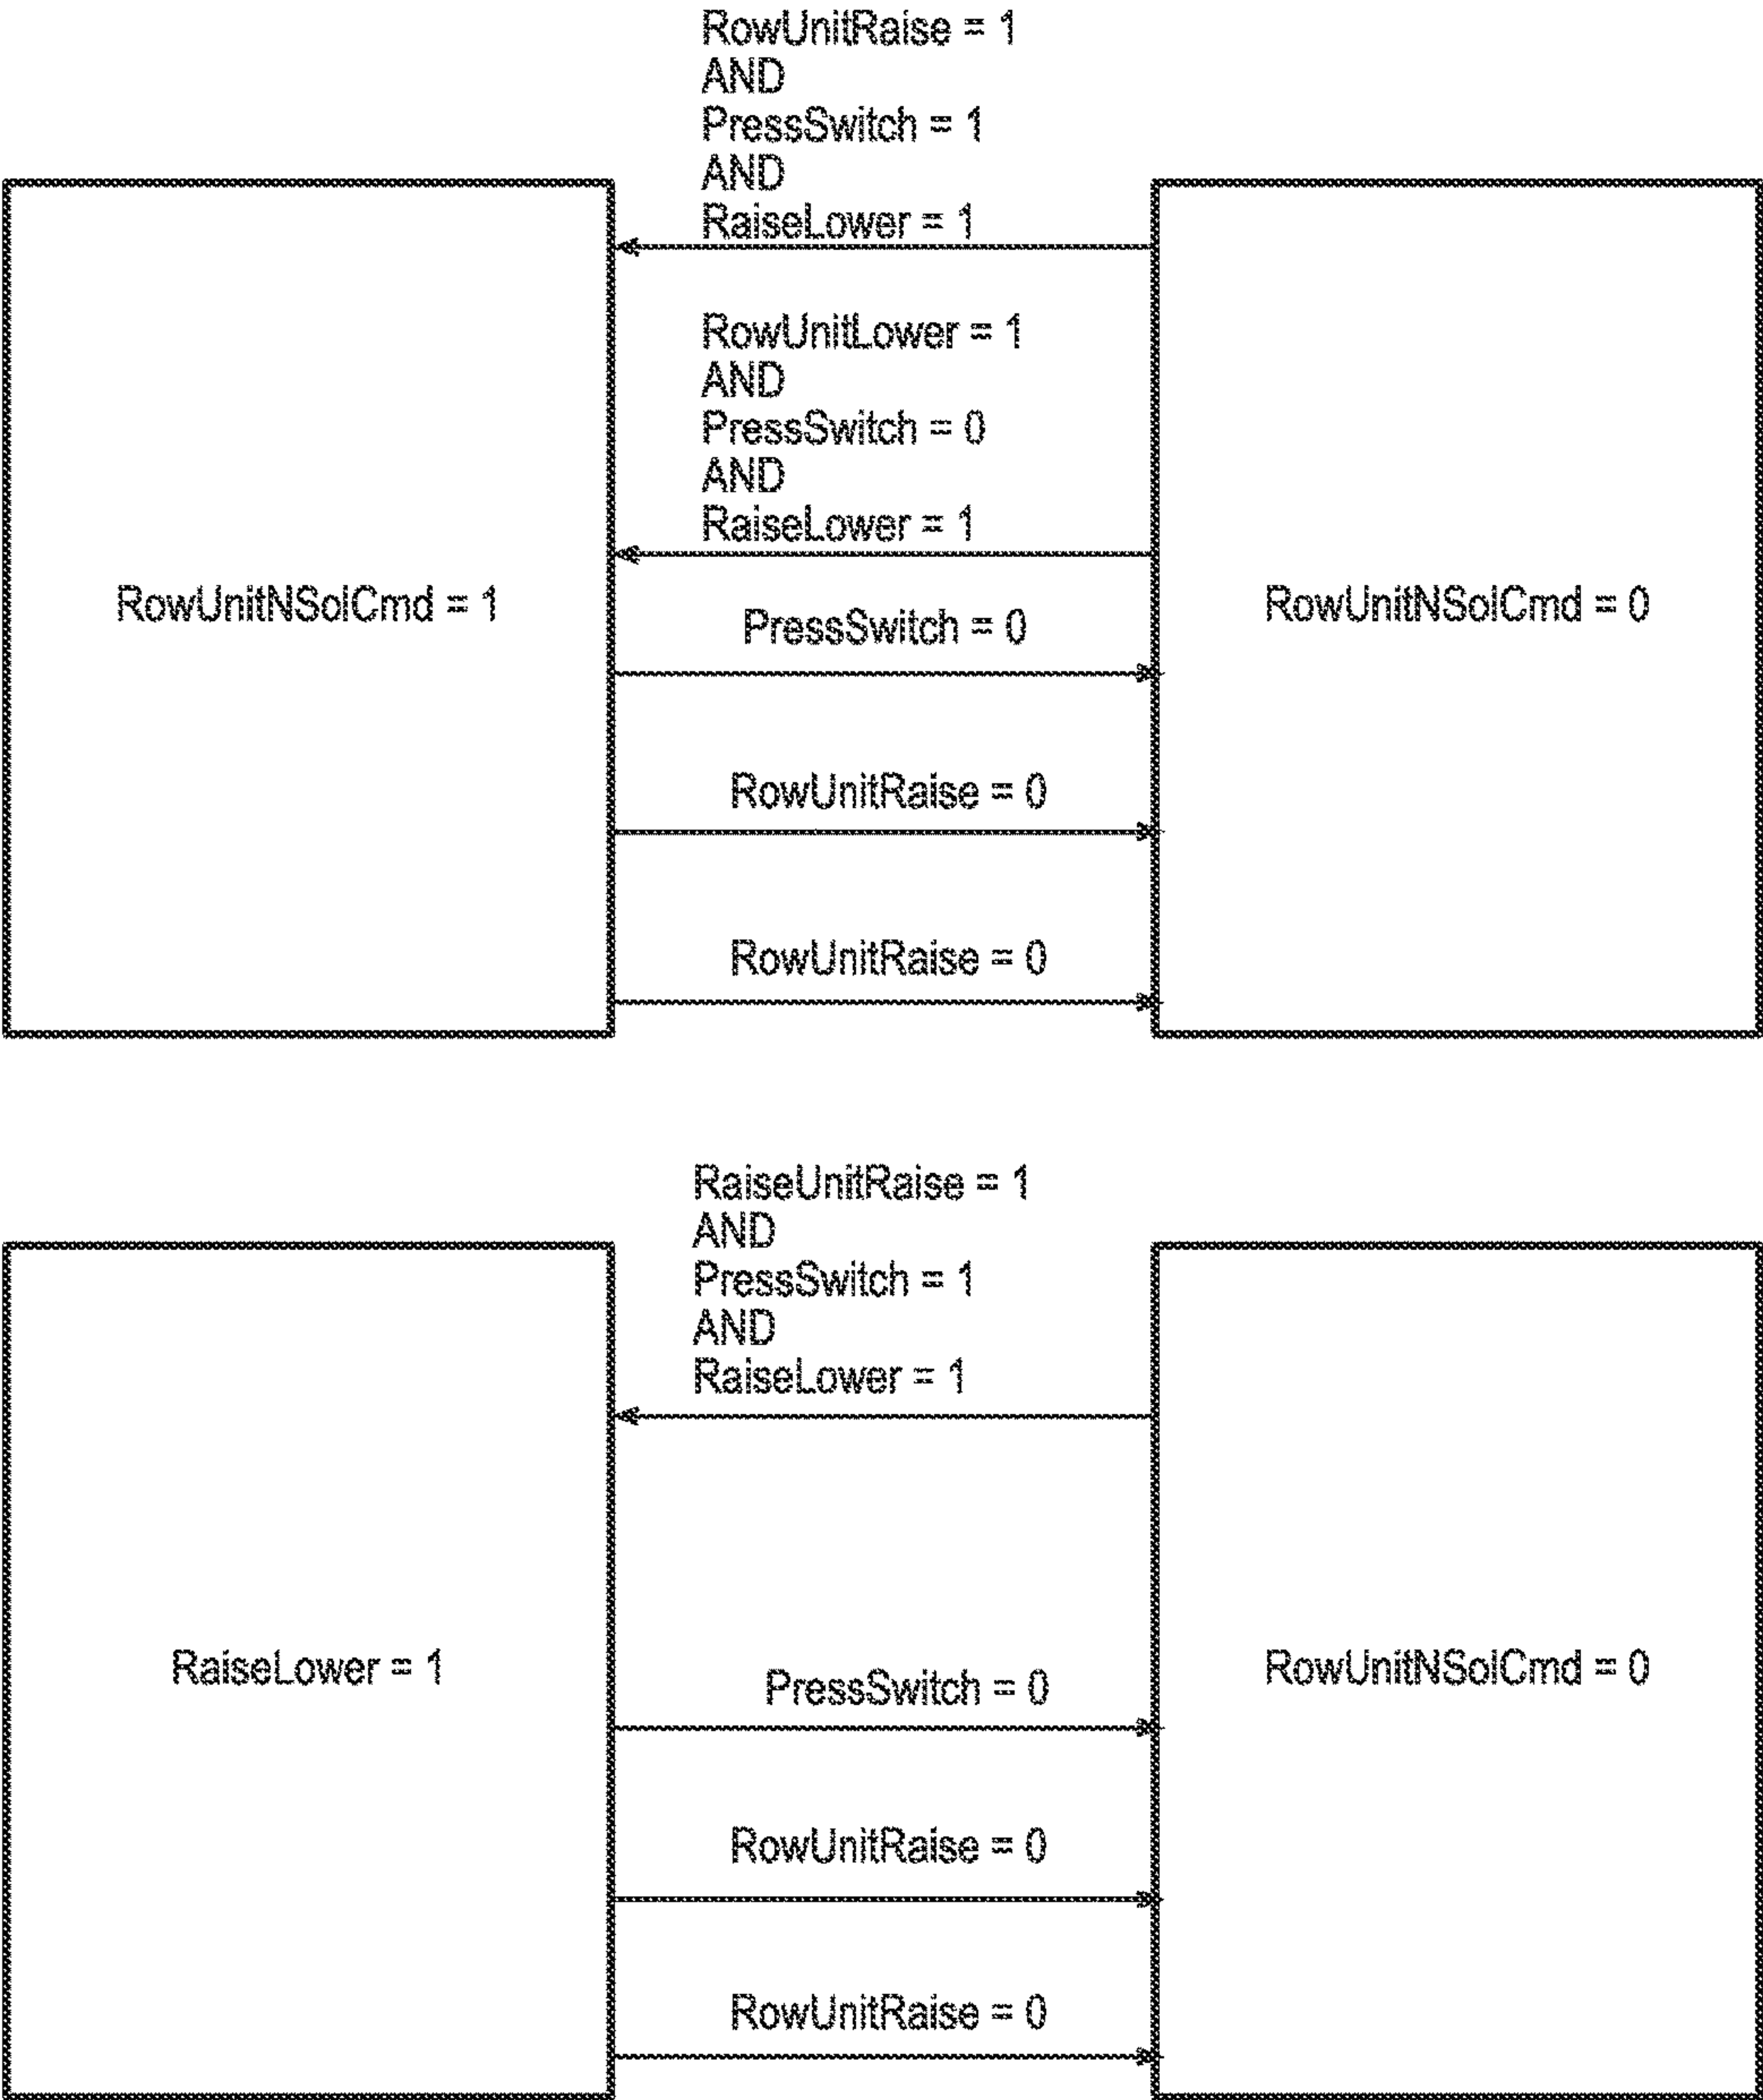 RowUnitRaise = 1
AND
PressSwitch = 1
AND
RaiseLower = 1
RowUnitLower = 1
AND
PressSwitch = 0
AND
RaiseLower = 1
RowUnitNSolCmd = 1
PressSwitch = 0
RowUnitNSolCmd = 0
RowUnitRaise = 0
RowUnitRaise = 0
RaiseUnitRaise = 1
AND
PressSwitch = 1
AND
RaiseLower = 1
RaiseLower = 1
PressSwitch = 0
RowUnitNSolCmd = 0
RowUnitRaise = 0
RowUnitRaise = 0